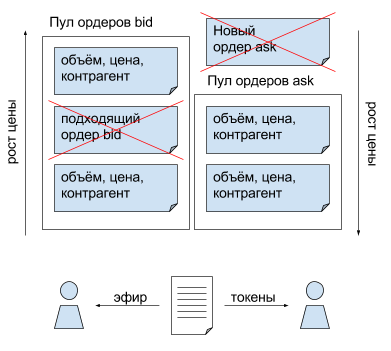 Пул ордеров bid
Новый
ордер ask
Пул ордеров ask
рост цены
объём, цена,
контрагент
подходящий
ордер bid
объём, цена,
контрагент
объём, цена,
контрагент
объём, цена,
контрагент
рост цены
эфир
токены